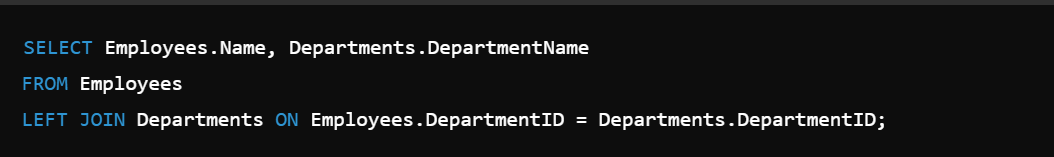 SELECT Employees.Name, Departments.DepartmentName
FROM Employees
LEFT JOIN Departments ON Employees.DepartmentID = Departments.DepartmentID;